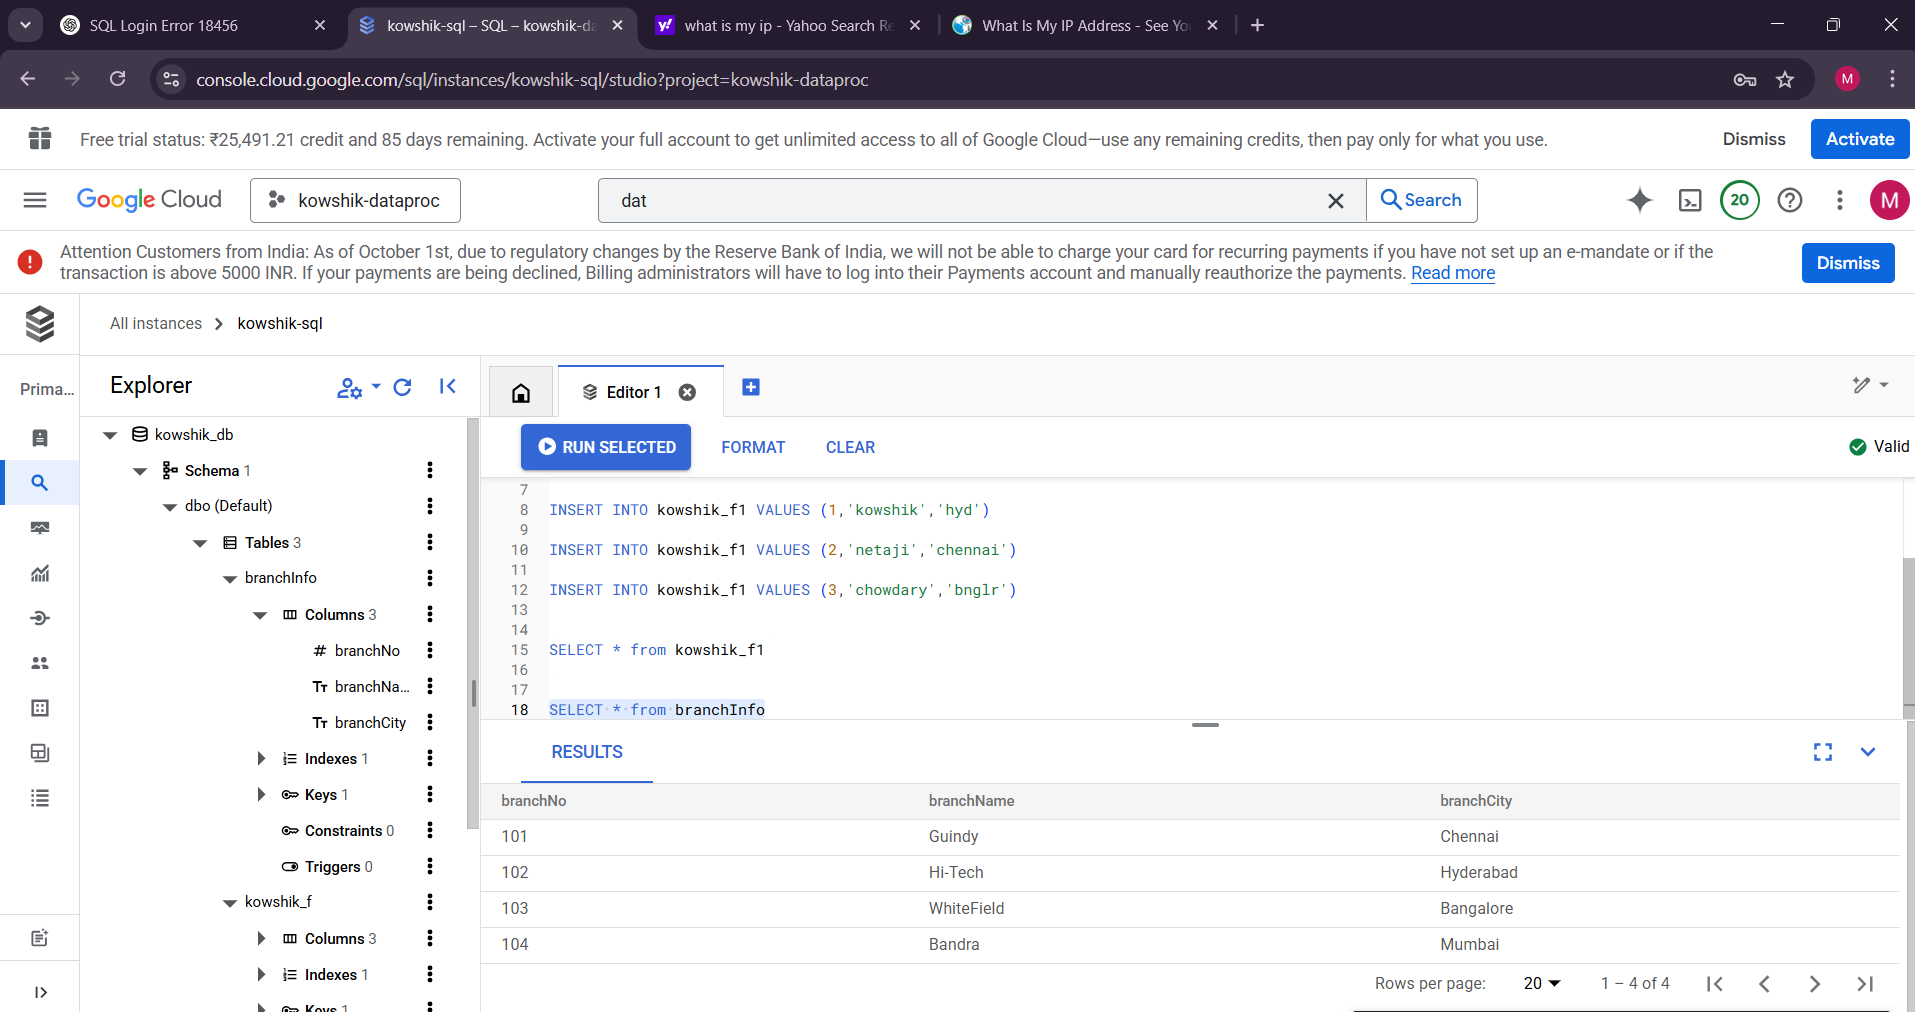 SQL Login Error 18456
kowshik-sql – SQL – kowshik-da
what is my ip - Yahoo Search Re
What Is My IP Address - See Yo
console.cloud.google.com/sql/instances/kowshik-sql/studio?project=kowshik-dataproc
M
Free trial status: ₹25,491.21 credit and 85 days remaining. Activate your full account to get unlimited access to all of Google Cloud—use any remaining credits, then pay only for what you use.
Dismiss
Activate
Google Cloud
kowshik-dataproc
dat
Search
20
M
Attention Customers from India: As of October 1st, due to regulatory changes by the Reserve Bank of India, we will not be able to charge your card for recurring payments if you have not set up an e-mandate or if the
transaction is above 5000 INR. If your payments are being declined, Billing administrators will have to log into their Payments account and manually reauthorize the payments. Read more
Dismiss
All instances > kowshik-sql
Prima...
Explorer
kowshik_db
Schema 1
dbo (Default)
Tables 3
branchInfo
Columns 3
# branchNo
Tт branchNa...
Tт branchCity
Indexes 1
Keys 1
Constraints 0
Triggers 0
kowshik_f
Columns 3
Indexes 1
Keys 1
Editor 1
RUN SELECTED
FORMAT
CLEAR
Valid
7
8 INSERT INTO kowshik_f1 VALUES (1,'kowshik','hyd')
9
10 INSERT INTO kowshik_f1 VALUES (2,'netaji','chennai')
11
12 INSERT INTO kowshik_f1 VALUES (3,'chowdary','bnglr')
13
14
15 SELECT * from kowshik_f1
16
17
18 SELECT * from branchInfo
RESULTS
branchNo branchName branchCity
101 Guindy Chennai
102 Hi-Tech Hyderabad
103 WhiteField Bangalore
104 Bandra Mumbai
Rows per page: 20 1 – 4 of 4